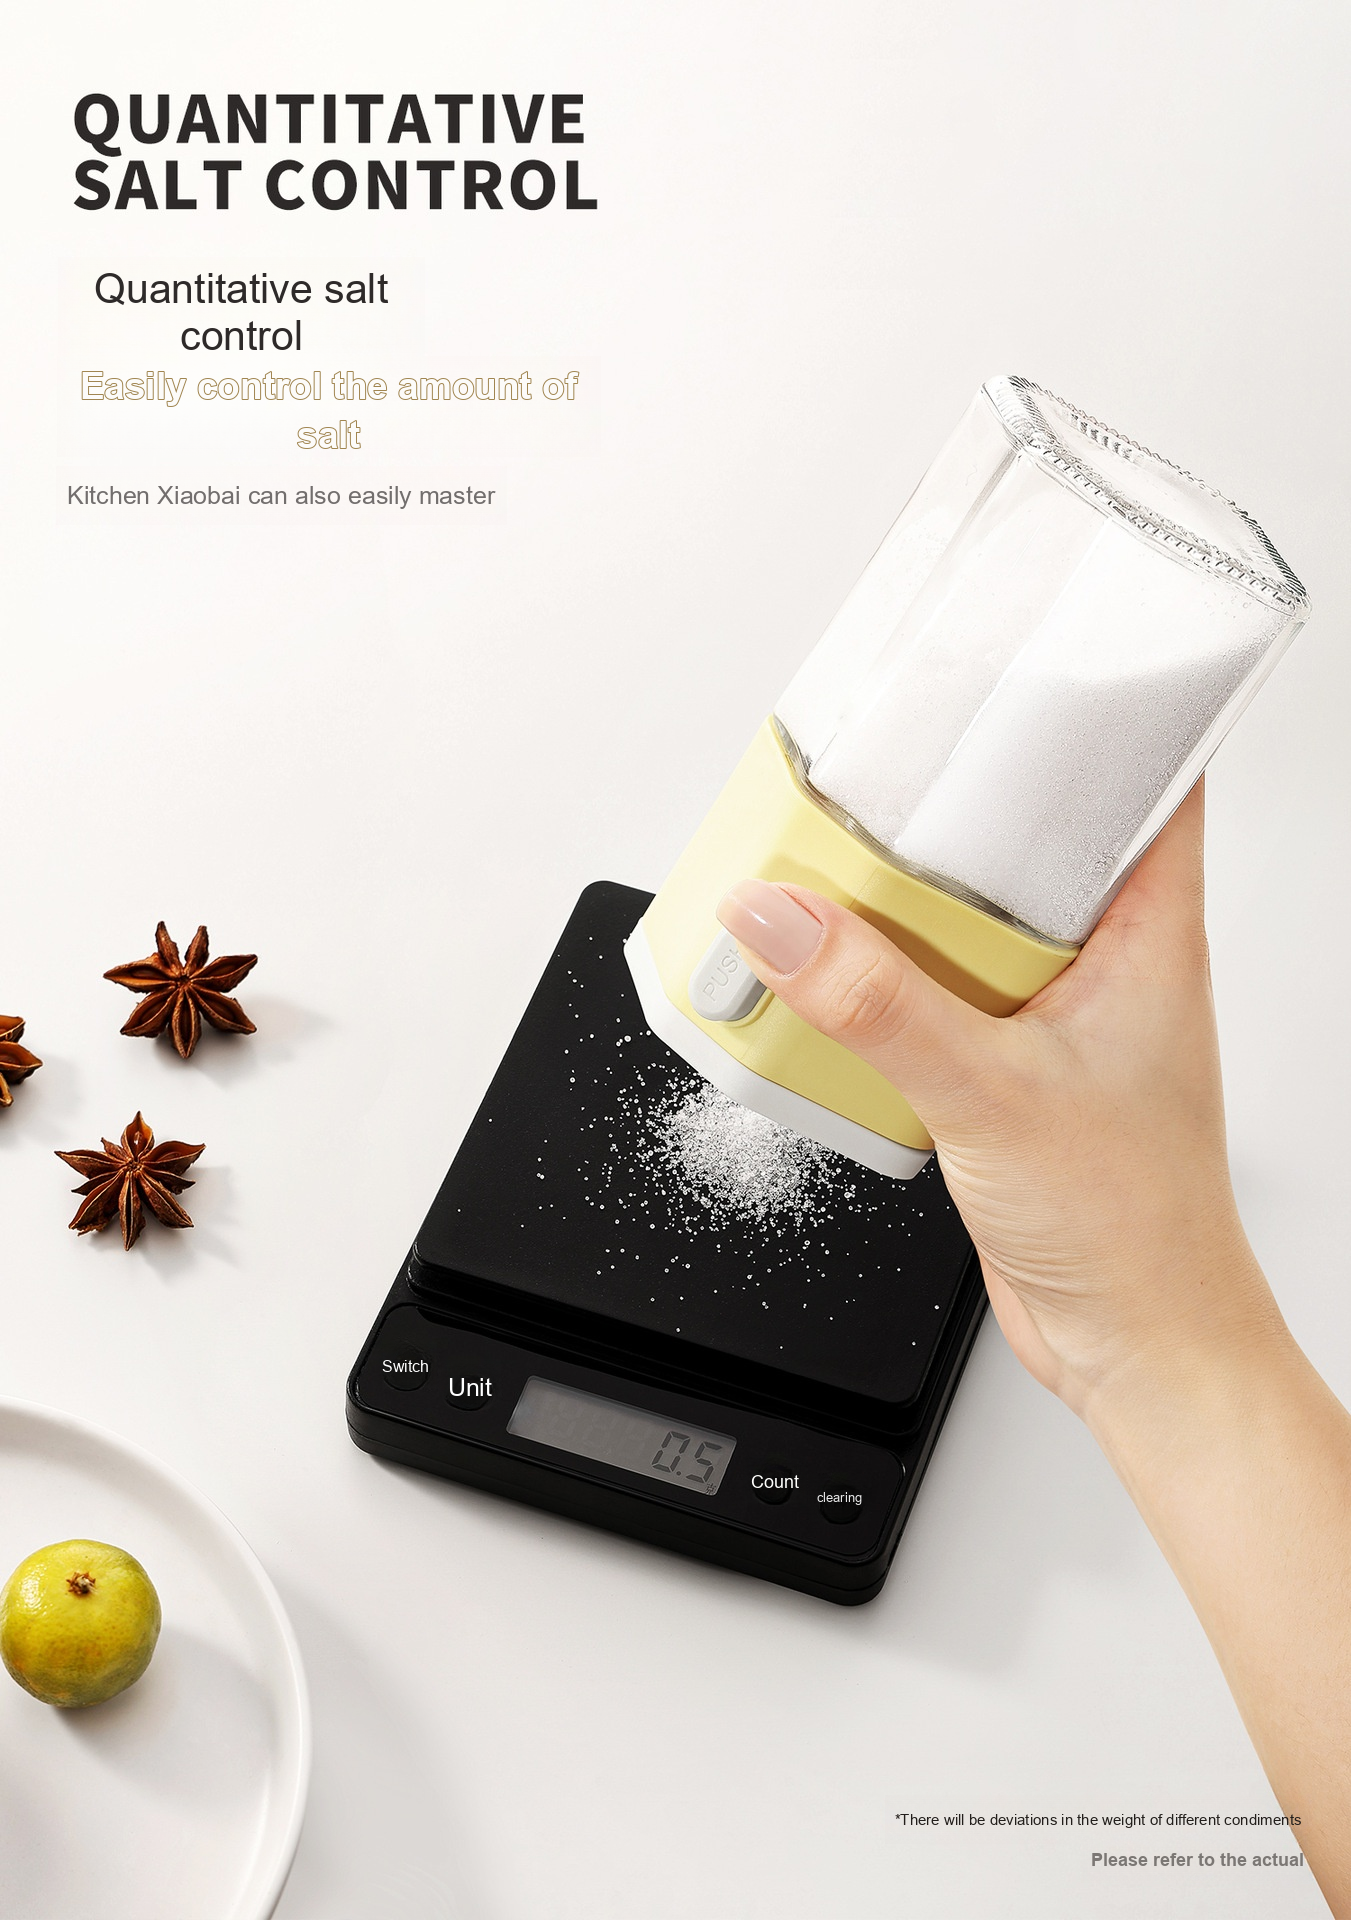 QUANTITATIVE
SALT CONTROL
Quantitative salt
control
Easily control the amount of
salt
Kitchen Xiaobai can also easily master
PUSH
Switch
Unit
0.5
Count
clearing
*There will be deviations in the weight of different condiments
Please refer to the actual